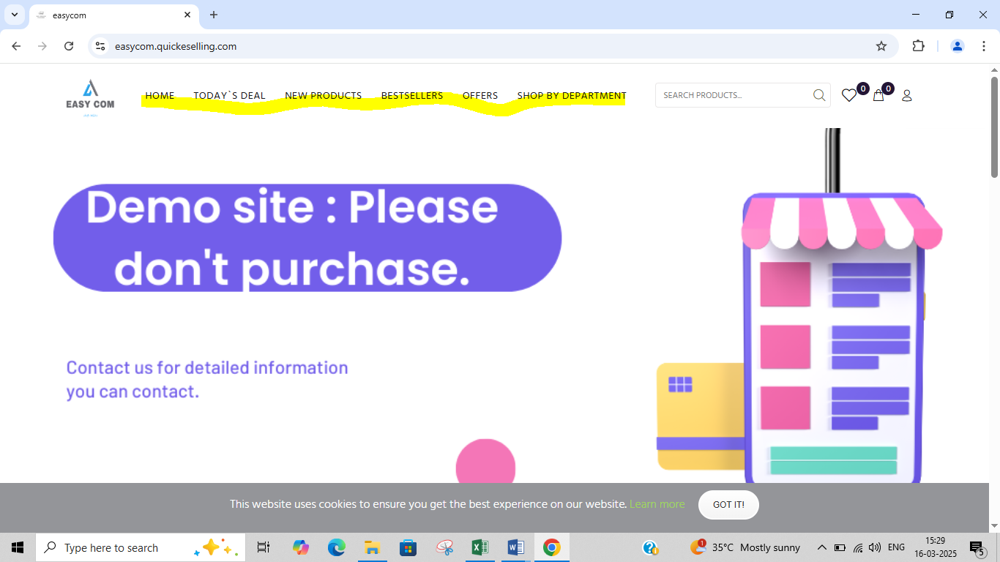 easycom
easycom.quickeselling.com
EASY COM
HOME TODAY`S DEAL NEW PRODUCTS BESTSELLERS OFFERS SHOP BY DEPARTMENT
SEARCH PRODUCTS...
0
0
Demo site : Please
don't purchase.
Contact us for detailed information
you can contact.
This website uses cookies to ensure you get the best experience on our website. Learn more
GOT IT!
Type here to search
1
35°C Mostly sunny
ENG
15:29
16-03-2025
5